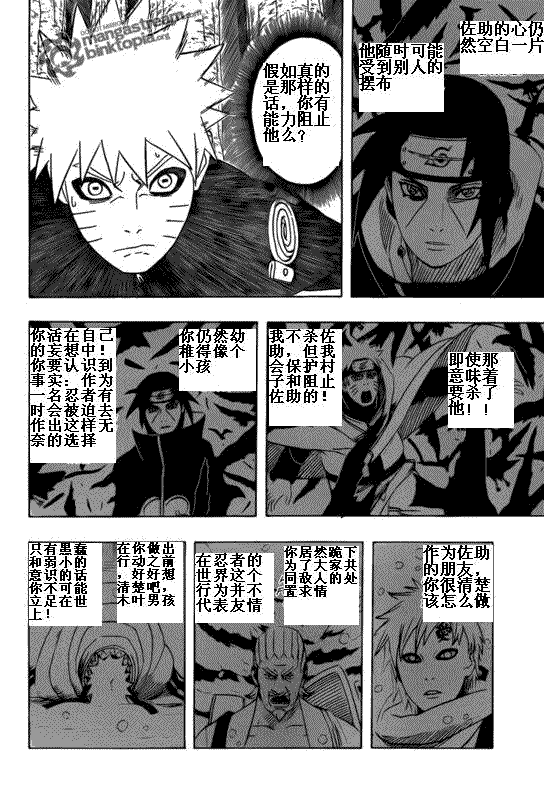 mangastream.com
binktopia.com
佐助的心仍
然空白一片
他随时可能
受到别人的
摆布
假如真的
是那样的
话，你有
能力阻止
他么？
即使那
意味着
要杀了
他！！
我不杀佐
助，但我
会保护村
子和阻止
佐助的！
你仍然幼
稚得像个
小孩
你活在自己
的妄想中！
你要认识到
事实：作为
一名忍者有
时会被迫去
作出这样无
奈的选择
作为佐助
的朋友，
你很清楚
该怎么做
你居然下
跪了大家的共
同敌人求情
在忍者的
世界这个
行为并不
代表友情
在你做出
行动之前
，好好想
清楚吧，
木叶男孩
只有愚蠢
和弱小的
意识的话
你不可能
立足在世
上！